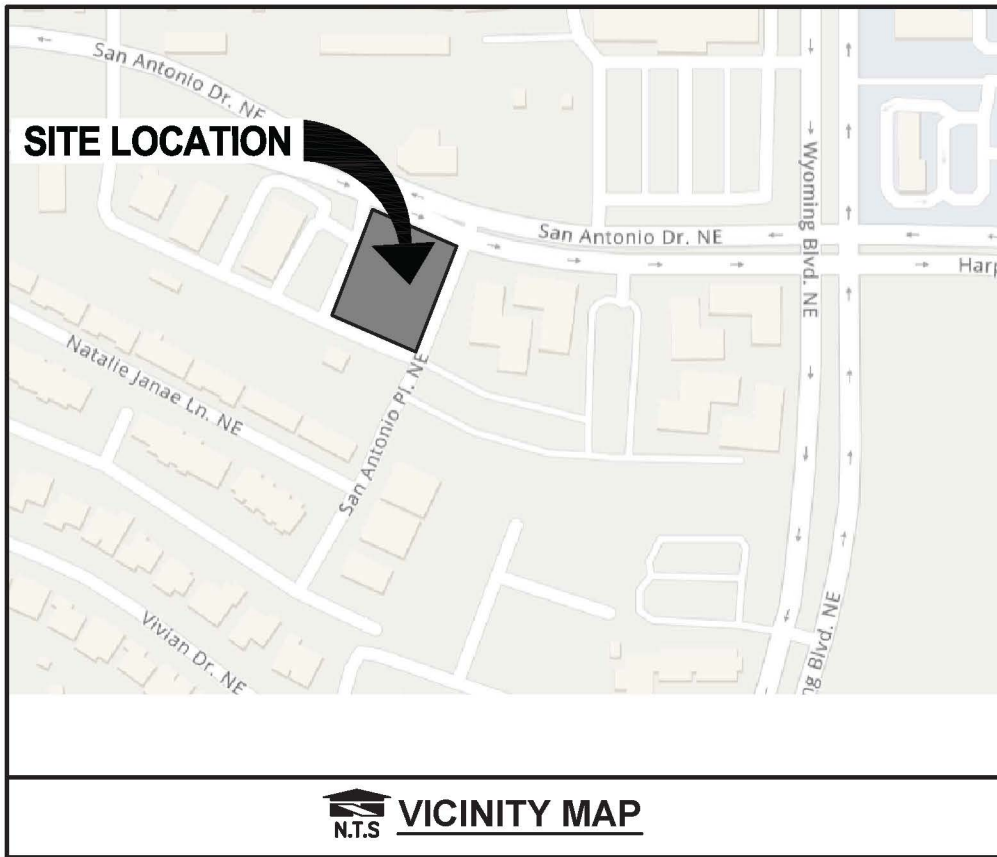 San Antonio Dr. NE
SITE LOCATION
Wyoming Blvd. NE
San Antonio Dr. NE
Harp
Natalie Janae Ln. NE
San Antonio Pl. NE
Vivian Dr. NE
ng Blvd. NE
N.T.S
VICINITY MAP